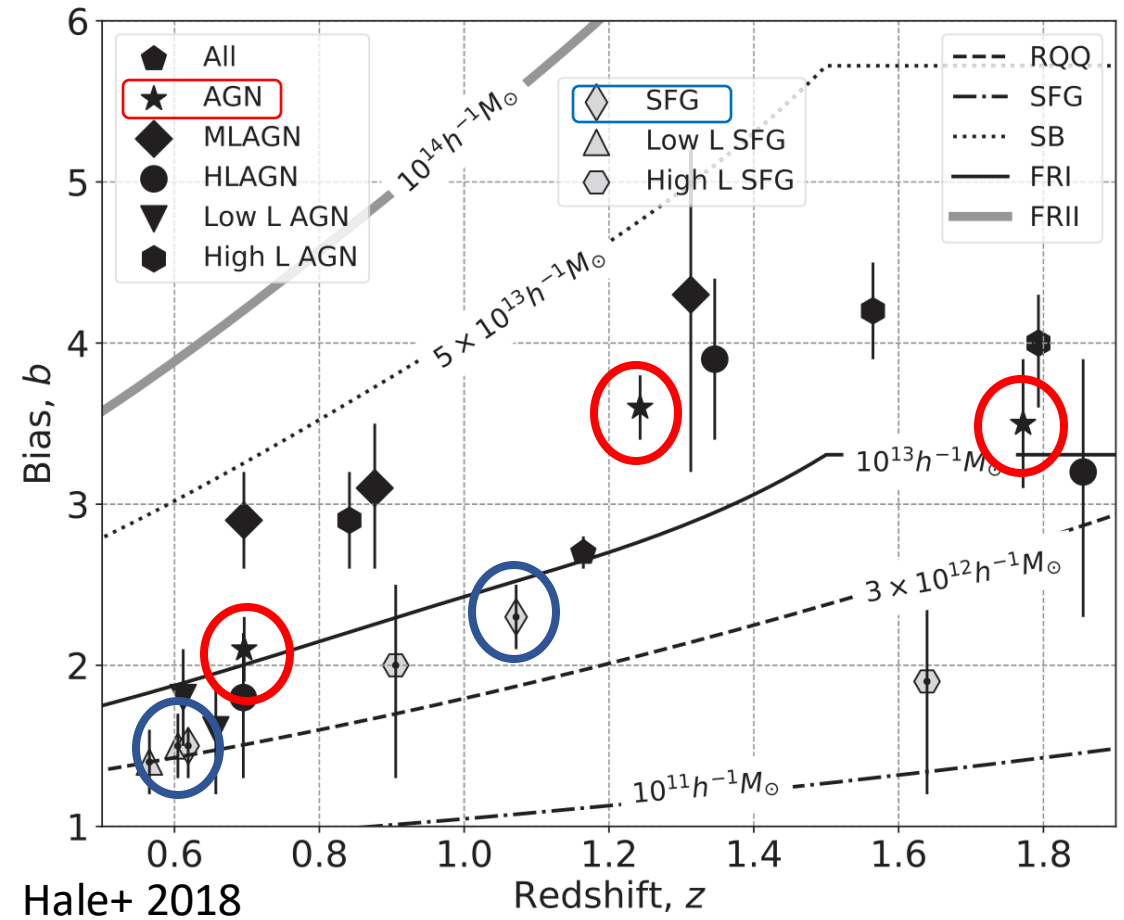 6
5
4
3
2
1
Bias, b
All
AGN
MLAGN
HLAGN
Low L AGN
High L AGN
SFG
Low L SFG
High L SFG
RQQ
SFG
SB
FRI
FRII
10¹⁴h⁻¹M⊙
5 × 10¹³h⁻¹M⊙
10¹³h⁻¹M⊙
3 × 10¹²h⁻¹M⊙
10¹¹h⁻¹M⊙
0.6 0.8 1.0 1.2 1.4 1.6 1.8
Redshift, z
Hale+ 2018